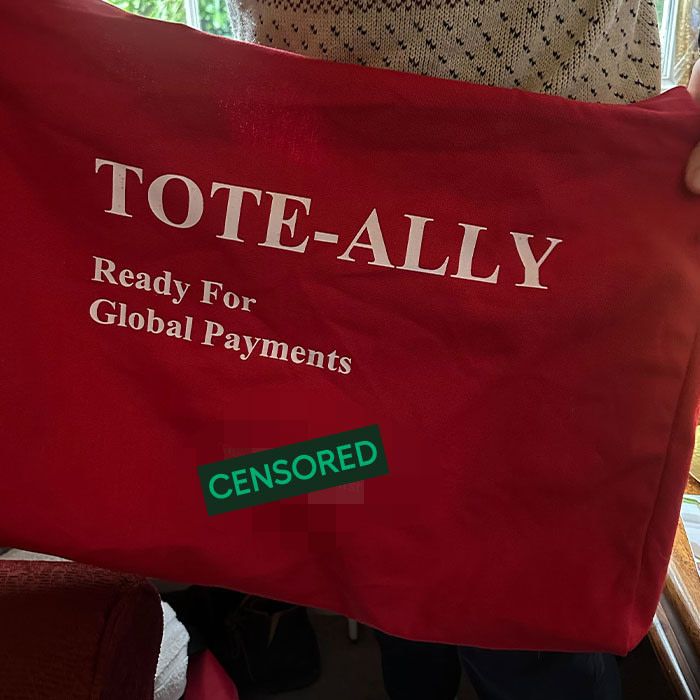 TOTE-ALLY
Ready For
Global Payments
CENSORED